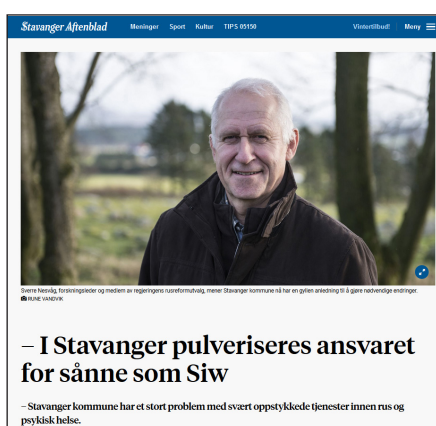 Stavanger Aftenblad
Meninger Sport Kultur TIPS 05150 Vintertilbud! Meny
Sverre Nesvåg, forskningsleder og medlem av regjeringens rusreformutvalg, mener Stavanger kommune nå har en gyllen anledning til å gjøre nødvendige endringer.
RUNE VANDVIK
– I Stavanger pulveriseres ansvaret
for sånne som Siw
– Stavanger kommune har et stort problem med svært oppstykkede tjenester innen rus og
psykisk helse.